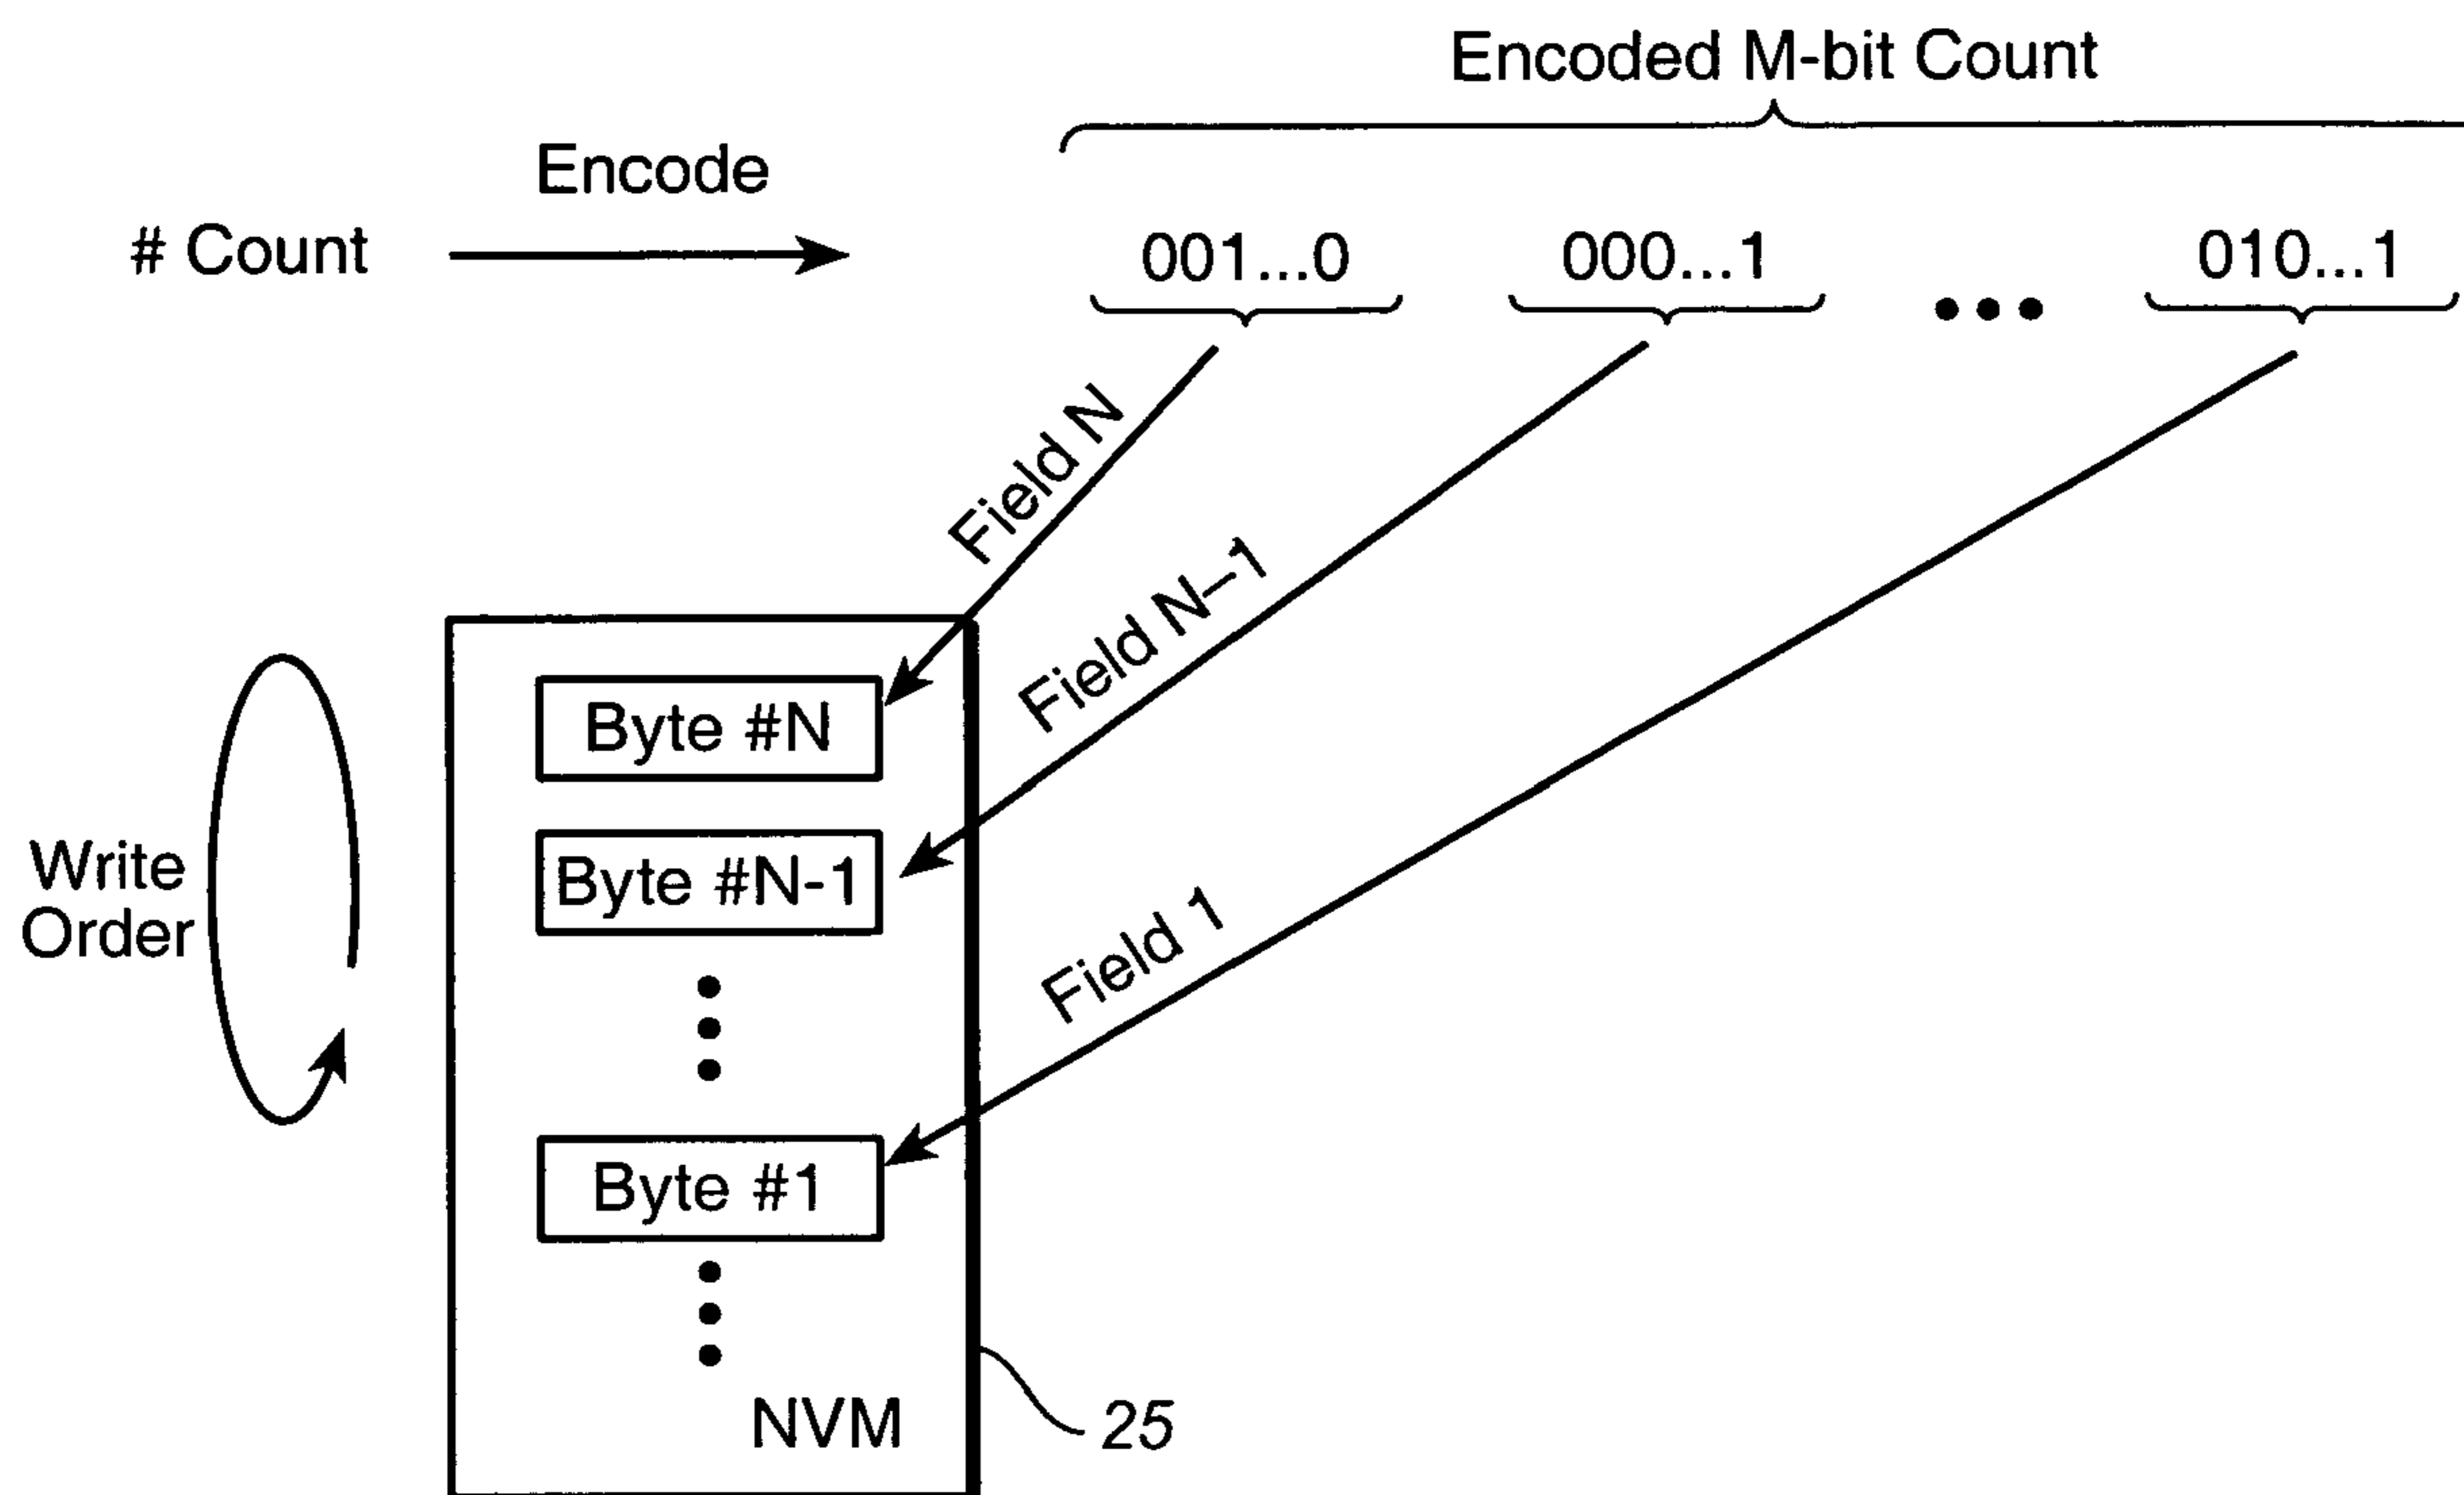 Encoded M-bit Count
Encode
# Count
001...0 000...1 ... 010...1
Field N
Field N-1
Field 1
Write
Order
Byte #N
Byte #N-1
Byte #1
NVM
25